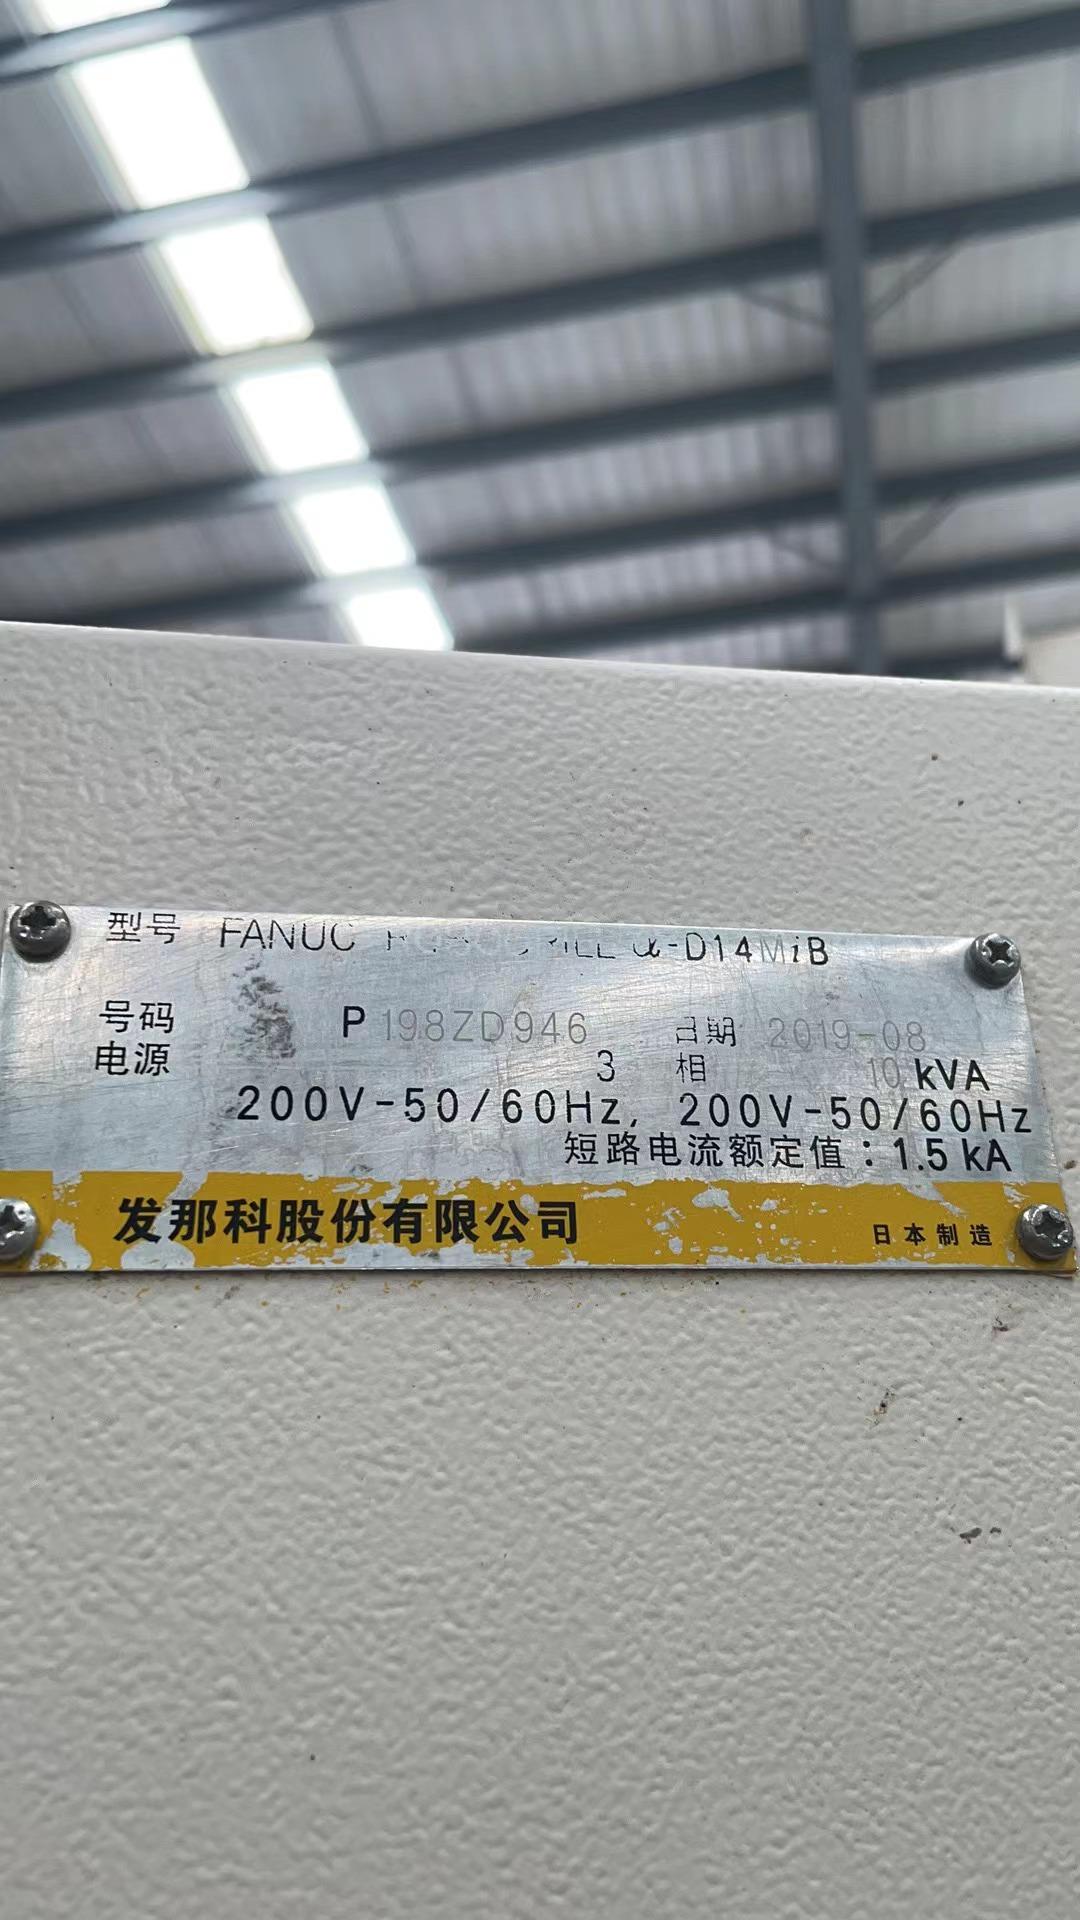 型号 FANUC α-D14MiB
号码 P198ZD946 日期 2019-08
电源 3 相 10 kVA
200V-50/60Hz, 200V-50/60Hz
短路电流额定值：1.5 kA
发那科股份有限公司 日本制造